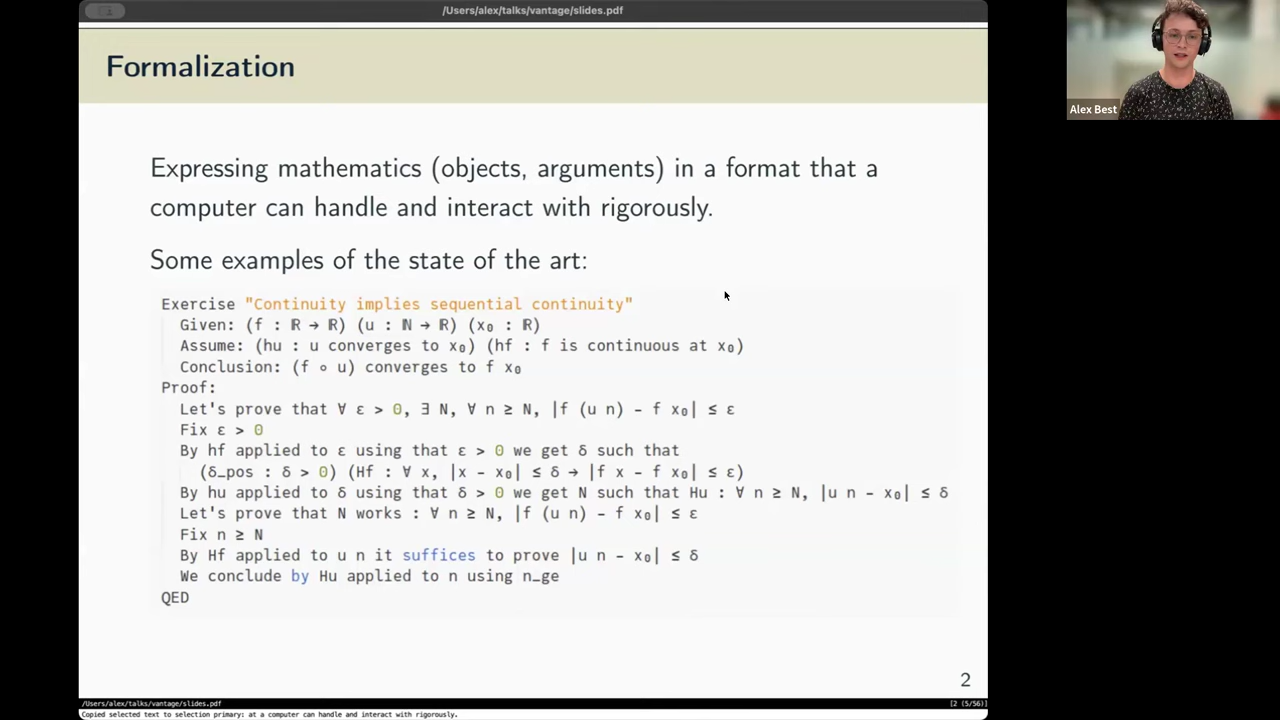 /Users/alex/talks/vantage/slides.pdf
Formalization
Alex Best
Expressing mathematics (objects, arguments) in a format that a
computer can handle and interact with rigorously.
Some examples of the state of the art:
Exercise "Continuity implies sequential continuity"
Given: (f : ℝ → ℝ) (u : ℕ → ℝ) (x₀ : ℝ)
Assume: (hu : u converges to x₀) (hf : f is continuous at x₀)
Conclusion: (f ∘ u) converges to f x₀
Proof:
Let's prove that ∀ ε > 0, ∃ N, ∀ n ≥ N, |f (u n) - f x₀| ≤ ε
Fix ε > 0
By hf applied to ε using that ε > 0 we get δ such that
(δ_pos : δ > 0) (Hf : ∀ x, |x - x₀| ≤ δ → |f x - f x₀| ≤ ε)
By hu applied to δ using that δ > 0 we get N such that Hu : ∀ n ≥ N, |u n - x₀| ≤ δ
Let's prove that N works : ∀ n ≥ N, |f (u n) - f x₀| ≤ ε
Fix n ≥ N
By Hf applied to u n it suffices to prove |u n - x₀| ≤ δ
We conclude by Hu applied to n using n_ge
QED
2
/Users/alex/talks/vantage/slides.pdf [2 (5/56)]
Copied selected text to selection primary: at a computer can handle and interact with rigorously.